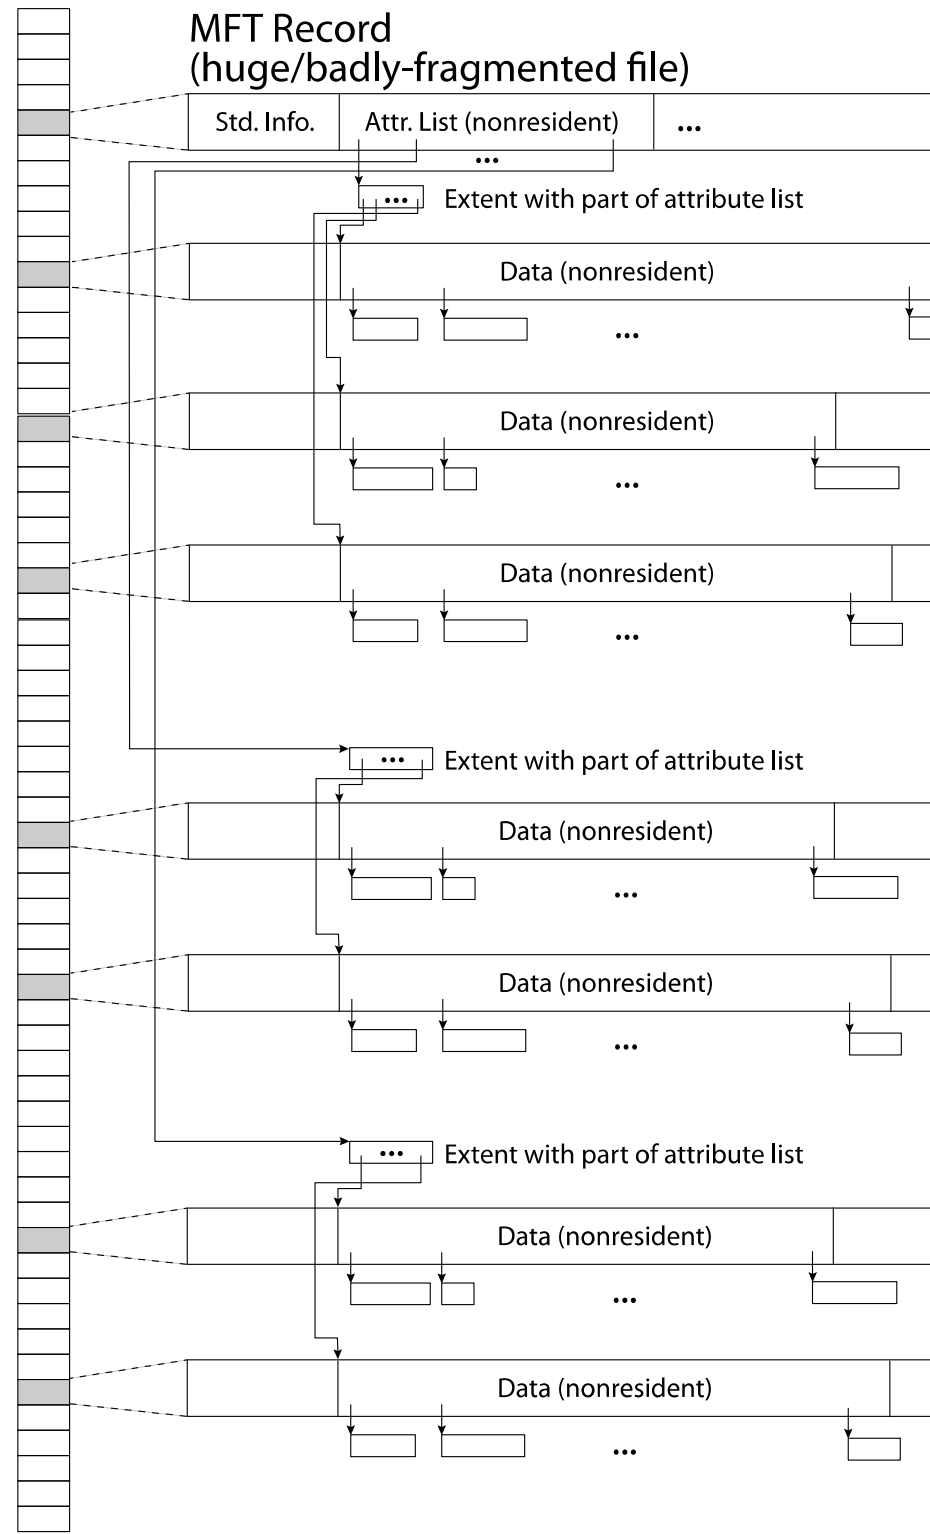 MFT Record
(huge/badly-fragmented file)
Std. Info. Attr. List (nonresident) ...
...
... Extent with part of attribute list
Data (nonresident)
...
Data (nonresident)
...
Data (nonresident)
...
... Extent with part of attribute list
Data (nonresident)
...
Data (nonresident)
...
... Extent with part of attribute list
Data (nonresident)
...
Data (nonresident)
...